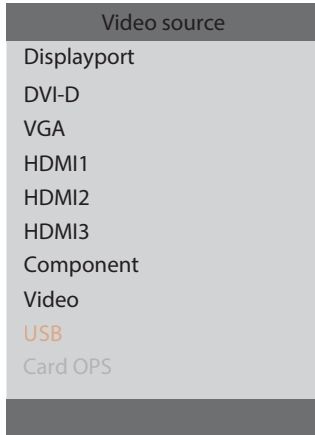 Video source
Displayport
DVI-D
VGA
HDMI1
HDMI2
HDMI3
Component
Video
USB
Card OPS